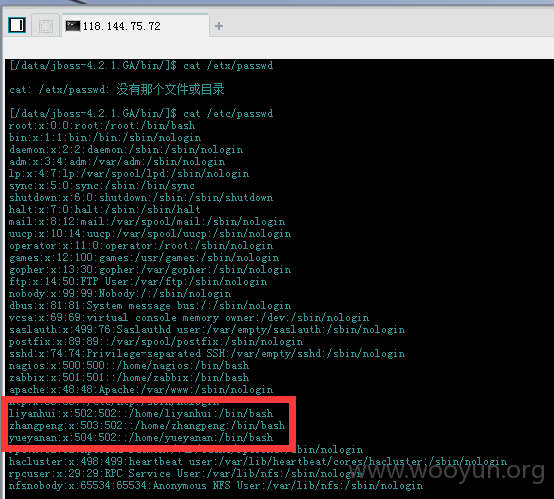 118.144.75.72
[/data/jboss-4.2.1.GA/bin/]$ cat /etx/passwd
cat: /etx/passwd: 没有那个文件或目录
[/data/jboss-4.2.1.GA/bin/]$ cat /etc/passwd
root:x:0:0:root:/root:/bin/bash
bin:x:1:1:bin:/bin:/sbin/nologin
daemon:x:2:2:daemon:/sbin:/sbin/nologin
adm:x:3:4:adm:/var/adm:/sbin/nologin
lp:x:4:7:lp:/var/spool/lpd:/sbin/nologin
sync:x:5:0:sync:/sbin:/bin/sync
shutdown:x:6:0:shutdown:/sbin:/sbin/shutdown
halt:x:7:0:halt:/sbin:/sbin/halt
mail:x:8:12:mail:/var/spool/mail:/sbin/nologin
uucp:x:10:14:uucp:/var/spool/uucp:/sbin/nologin
operator:x:11:0:operator:/root:/sbin/nologin
games:x:12:100:games:/usr/games:/sbin/nologin
gopher:x:13:30:gopher:/var/gopher:/sbin/nologin
ftp:x:14:50:FTP User:/var/ftp:/sbin/nologin
nobody:x:99:99:Nobody:/:/sbin/nologin
dbus:x:81:81:System message bus:/:/sbin/nologin
vcsa:x:69:69:virtual console memory owner:/dev:/sbin/nologin
saslauth:x:499:76:Saslauthd user:/var/empty/saslauth:/sbin/nologin
postfix:x:89:89::/var/spool/postfix:/sbin/nologin
sshd:x:74:74:Privilege-separated SSH:/var/empty/sshd:/sbin/nologin
nagios:x:500:500::/home/nagios:/bin/bash
zabbix:x:501:501::/home/zabbix:/bin/bash
apache:x:48:48:Apache:/var/www:/sbin/nologin
liyanhui:x:502:502::/home/liyanhui:/bin/bash
zhangpeng:x:503:502::/home/zhangpeng:/bin/bash
yueyanan:x:504:502::/home/yueyanan:/bin/bash
hacluster:x:498:499:heartbeat user:/var/lib/heartbeat/cores/hacluster:/sbin/nologin
rpcuser:x:29:29:RPC Service User:/var/lib/nfs:/sbin/nologin
nfsnobody:x:65534:65534:Anonymous NFS User:/var/lib/nfs:/sbin/nologin
www.wooyun.org